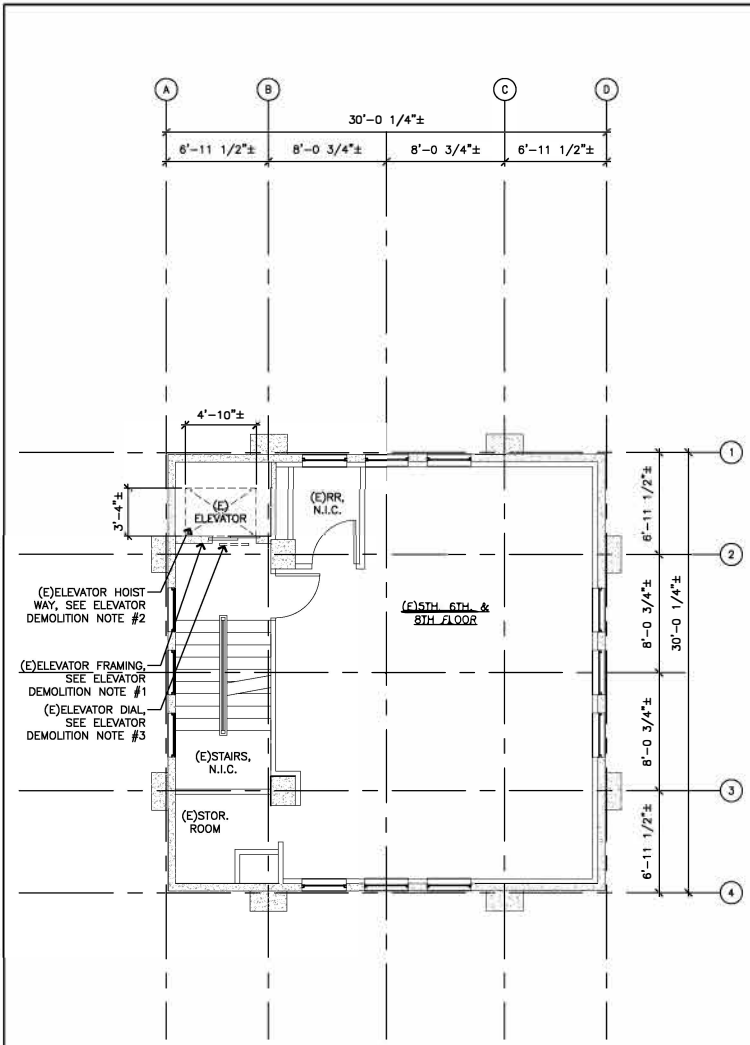 A
B
C
D
30'-0 1/4"±
6'-11 1/2"±
8'-0 3/4"±
8'-0 3/4"±
6'-11 1/2"±
4'-10"±
3'-4"±
(E)
ELEVATOR
(E)RR,
N.I.C.
1
2
3
4
6'-11 1/2"±
8'-0 3/4"±
8'-0 3/4"±
6'-11 1/2"±
30'-0 1/4"±
(E)ELEVATOR HOIST
WAY, SEE ELEVATOR
DEMOLITION NOTE #2
(E)5TH, 6TH, &
8TH FLOOR
(E)ELEVATOR FRAMING,
SEE ELEVATOR
DEMOLITION NOTE #1
(E)ELEVATOR DIAL,
SEE ELEVATOR
DEMOLITION NOTE #3
(E)STAIRS,
N.I.C.
(E)STOR.
ROOM